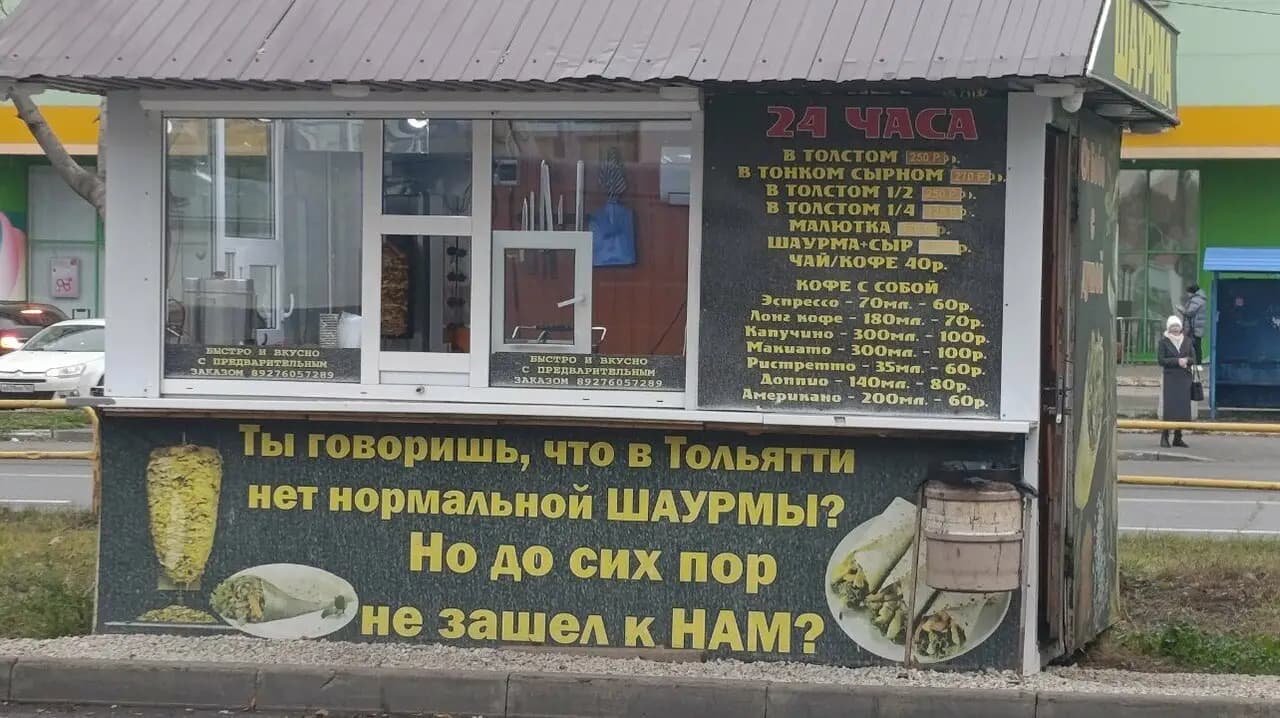 ШАУРМА
24 ЧАСА
В ТОЛСТОМ 250 Р р.
В ТОНКОМ СЫРНОМ 270 Р р.
В ТОЛСТОМ 1/2 250 Р р.
В ТОЛСТОМ 1/4 р.
МАЛЮТКА
ШАУРМА+СЫР р.
ЧАЙ/КОФЕ 40р.
КОФЕ С СОБОЙ
Эспрессо - 70мл. - 60р.
Лонг кофе - 180мл. - 70р.
Капучино - 300мл. - 100р.
Макиато - 300мл. - 100р.
Ристретто - 35мл. - 60р.
Доппио - 140мл. - 80р.
Американо - 200мл. - 60р.
БЫСТРО И ВКУСНО
С ПРЕДВАРИТЕЛЬНЫМ
ЗАКАЗОМ 89276057289
БЫСТРО И ВКУСНО
С ПРЕДВАРИТЕЛЬНЫМ
ЗАКАЗОМ 89276057289
Ты говоришь, что в Тольятти
нет нормальной ШАУРМЫ?
Но до сих пор
не зашел к НАМ?